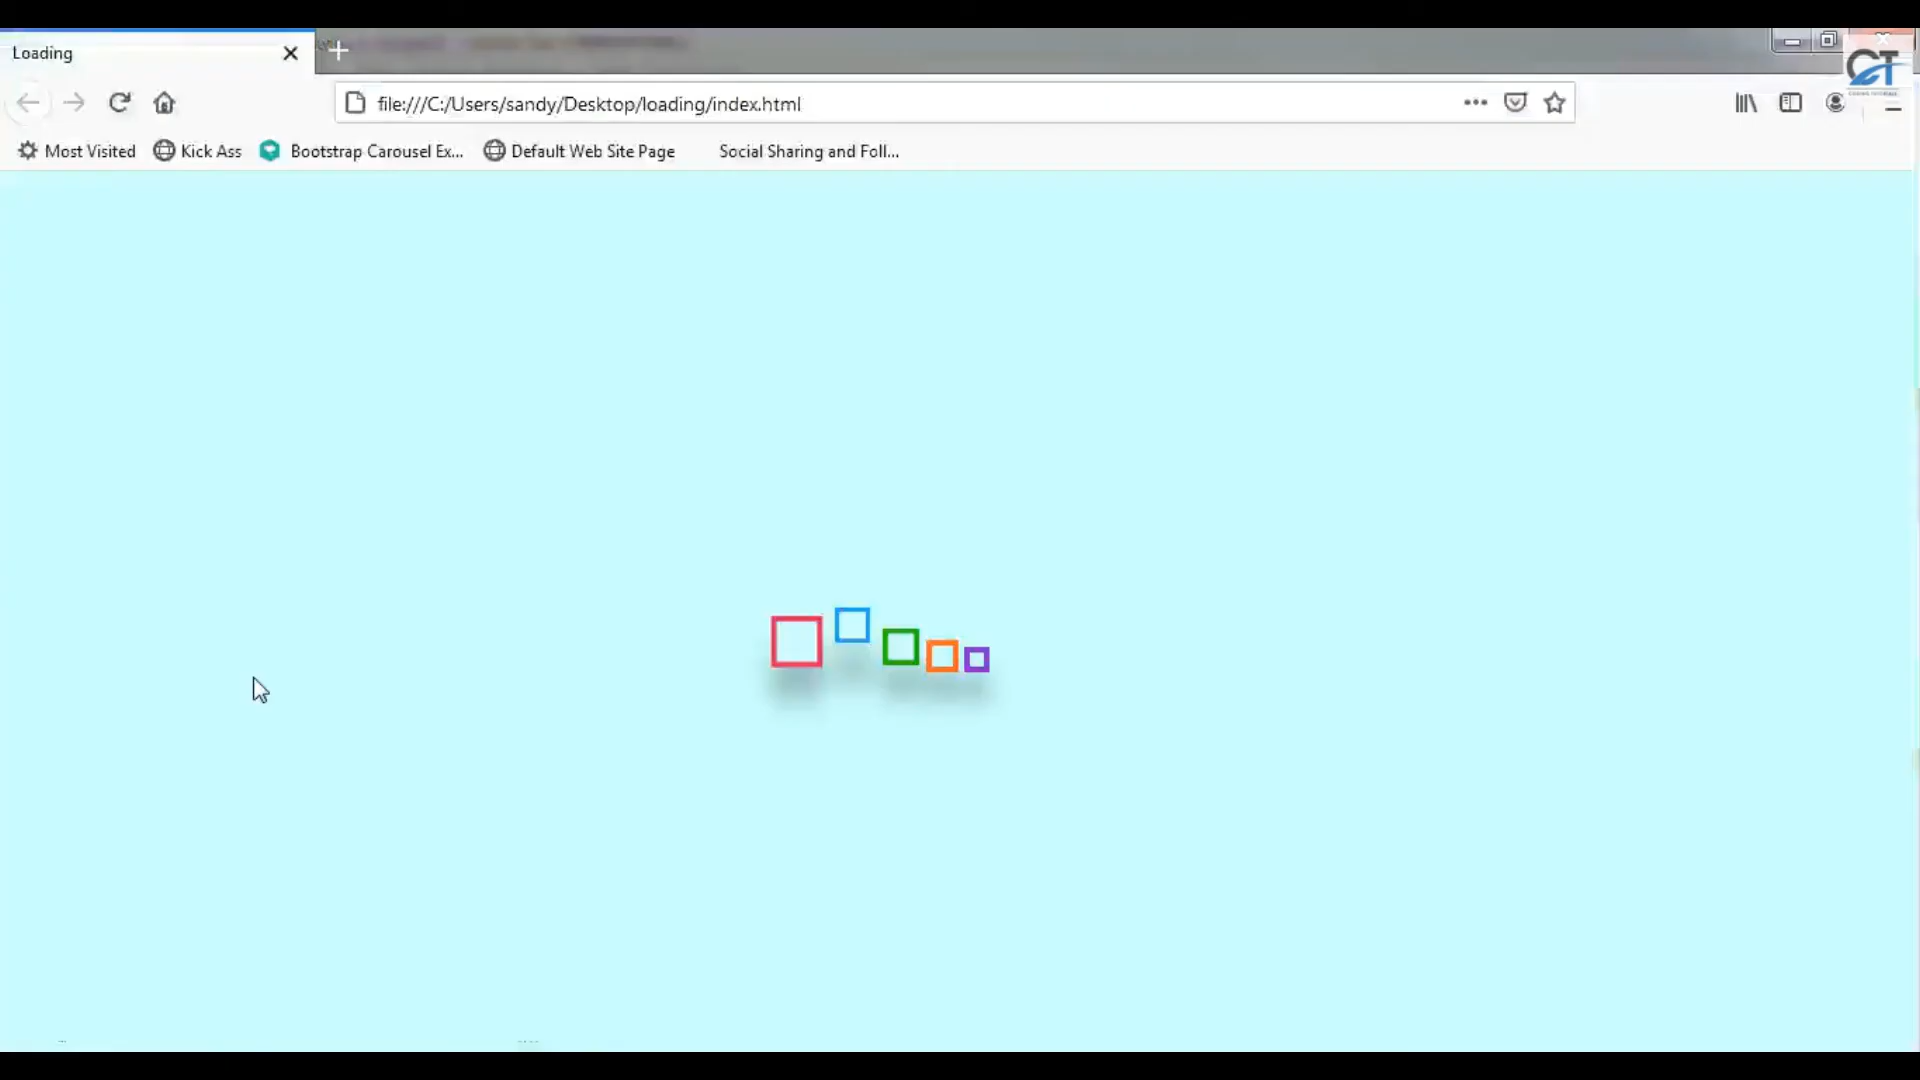 Loading
file:///C:/Users/sandy/Desktop/loading/index.html
Most Visited
Kick Ass
Bootstrap Carousel Ex...
Default Web Site Page
Social Sharing and Foll...
CT